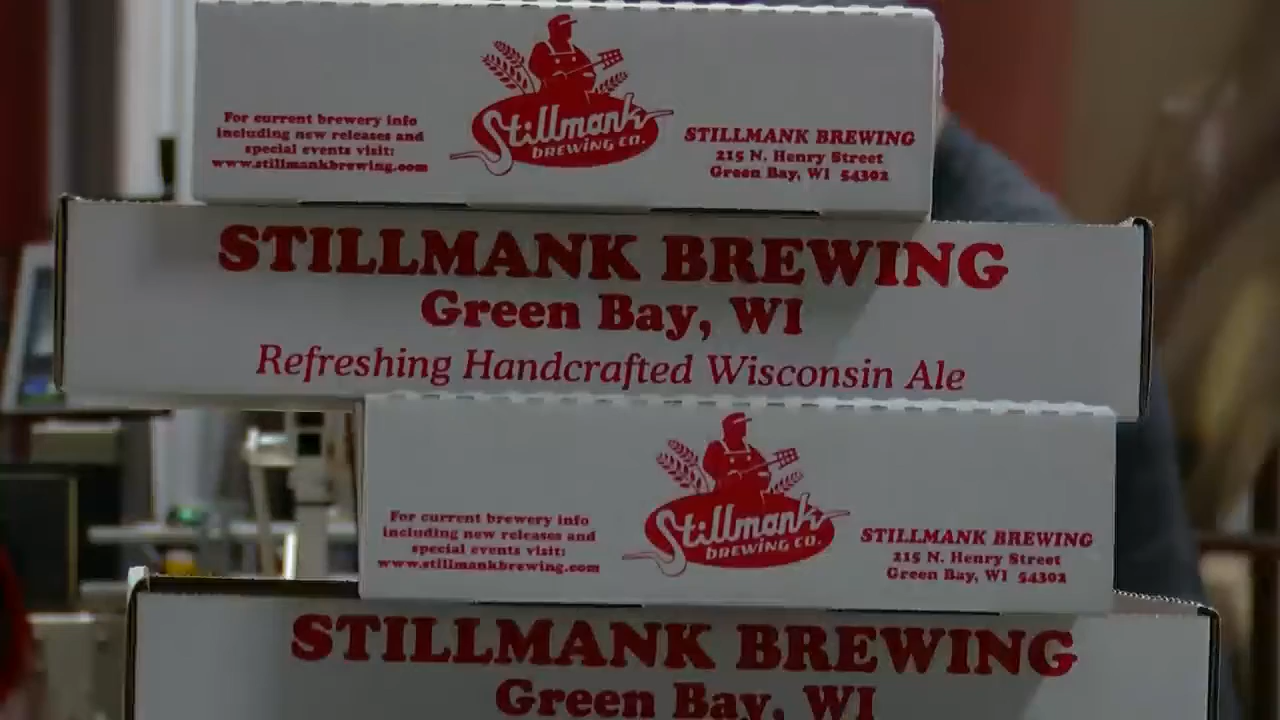 For current brewery info
including new releases and
special events visit:
www.stillmankbrewing.com
Stillmank
BREWING CO.
STILLMANK BREWING
215 N. Henry Street
Green Bay, WI 54302
STILLMANK BREWING
Green Bay, WI
Refreshing Handcrafted Wisconsin Ale
For current brewery info
including new releases and
special events visit:
www.stillmankbrewing.com
Stillmank
BREWING CO.
STILLMANK BREWING
215 N. Henry Street
Green Bay, WI 54302
STILLMANK BREWING
Green Bay, WI